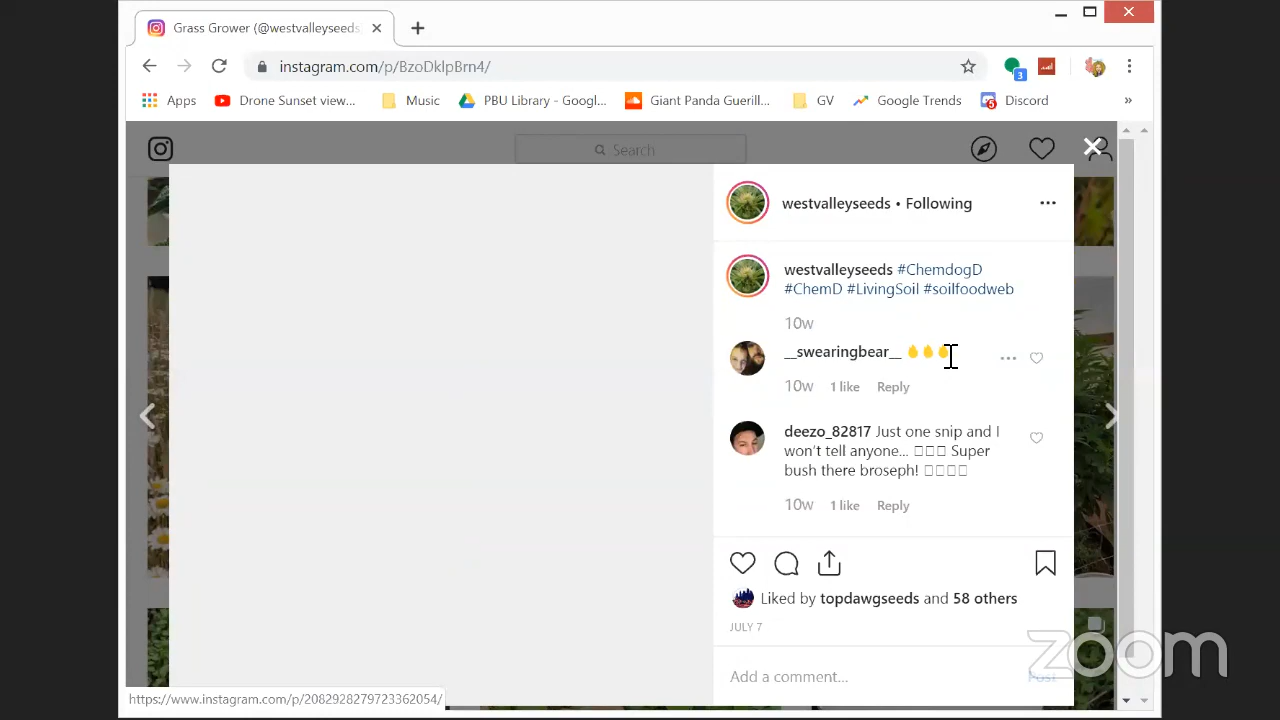 Grass Grower (@westvalleyseeds
instagram.com/p/BzoDklpBrn4/
3
Apps Drone Sunset view... Music PBU Library - Googl... Giant Panda Guerill... GV Google Trends 5 Discord »
Search
westvalleyseeds • Following
westvalleyseeds #ChemdogD
#ChemD #LivingSoil #soilfoodweb
10w
__swearingbear__
10w 1 like Reply
deezo_82817 Just one snip and I
won't tell anyone... Super
bush there broseph!
10w 1 like Reply
Liked by topdawgseeds and 58 others
JULY 7
Add a comment... Post
zoom
https://www.instagram.com/p/2082928279723362054/